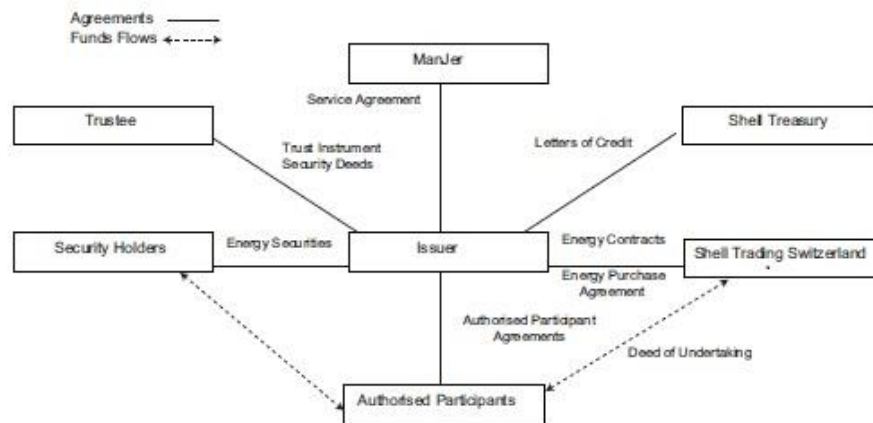 Agreements
Funds Flows
ManJer
Service Agreement
Trustee
Shell Treasury
Trust Instrument
Security Deeds
Letters of Credit
Security Holders
Energy Securities
Issuer
Energy Contracts
Shell Trading Switzerland
Energy Purchase
Agreement
Authorised Participant
Agreements
Deed of Undertaking
Authorised Participants